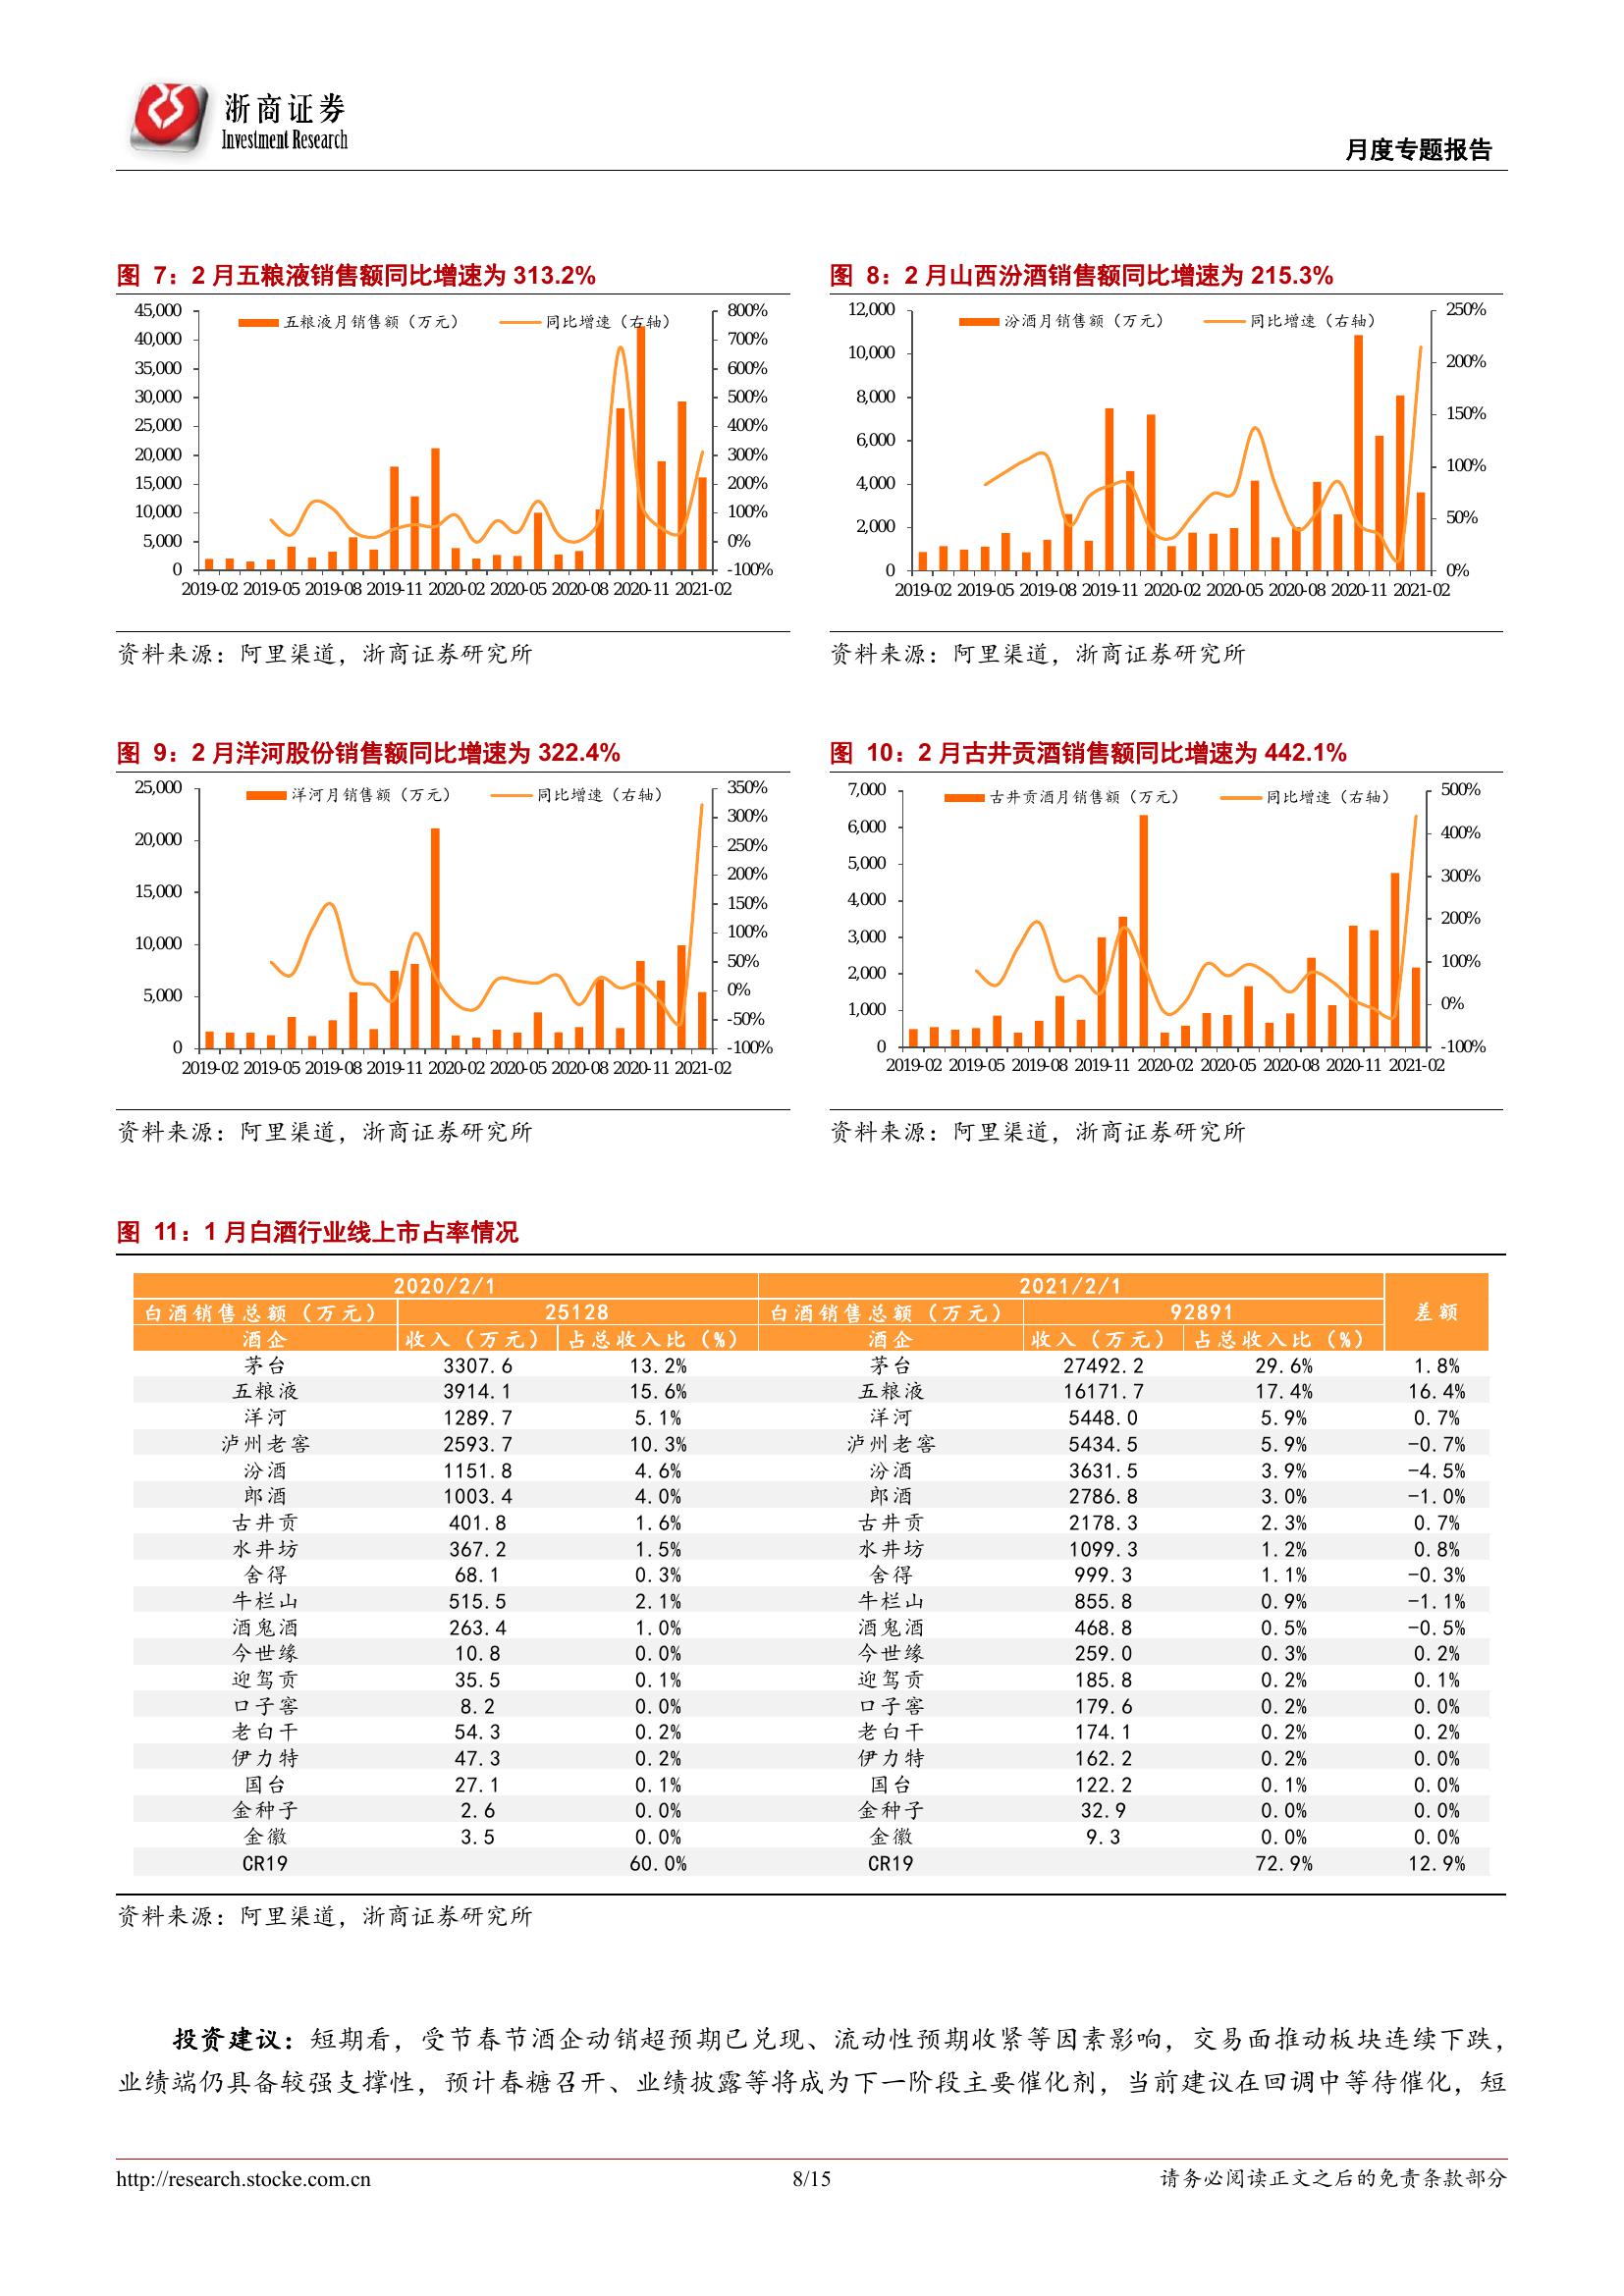 浙商证券
Investment Research
月度专题报告
图 7：2 月五粮液销售额同比增速为 313.2%
五粮液月销售额（万元） 同比增速（右轴）
45,000
40,000
35,000
30,000
25,000
20,000
15,000
10,000
5,000
0
800%
700%
600%
500%
400%
300%
200%
100%
0%
-100%
2019-02 2019-05 2019-08 2019-11 2020-02 2020-05 2020-08 2020-11 2021-02
资料来源：阿里渠道，浙商证券研究所
图 8：2 月山西汾酒销售额同比增速为 215.3%
汾酒月销售额（万元） 同比增速（右轴）
12,000
10,000
8,000
6,000
4,000
2,000
0
250%
200%
150%
100%
50%
0%
2019-02 2019-05 2019-08 2019-11 2020-02 2020-05 2020-08 2020-11 2021-02
资料来源：阿里渠道，浙商证券研究所
图 9：2 月洋河股份销售额同比增速为 322.4%
洋河月销售额（万元） 同比增速（右轴）
25,000
20,000
15,000
10,000
5,000
0
350%
300%
250%
200%
150%
100%
50%
0%
-50%
-100%
2019-02 2019-05 2019-08 2019-11 2020-02 2020-05 2020-08 2020-11 2021-02
资料来源：阿里渠道，浙商证券研究所
图 10：2 月古井贡酒销售额同比增速为 442.1%
古井贡酒月销售额（万元） 同比增速（右轴）
7,000
6,000
5,000
4,000
3,000
2,000
1,000
0
500%
400%
300%
200%
100%
0%
-100%
2019-02 2019-05 2019-08 2019-11 2020-02 2020-05 2020-08 2020-11 2021-02
资料来源：阿里渠道，浙商证券研究所
图 11：1 月白酒行业线上市占率情况
2020/2/1 2021/2/1 差额
白酒销售总额（万元） 25128 白酒销售总额（万元） 92891
酒企 收入（万元） 占总收入比（%） 酒企 收入（万元） 占总收入比（%）
茅台 3307.6 13.2% 茅台 27492.2 29.6% 1.8%
五粮液 3914.1 15.6% 五粮液 16171.7 17.4% 16.4%
洋河 1289.7 5.1% 洋河 5448.0 5.9% 0.7%
泸州老窖 2593.7 10.3% 泸州老窖 5434.5 5.9% -0.7%
汾酒 1151.8 4.6% 汾酒 3631.5 3.9% -4.5%
郎酒 1003.4 4.0% 郎酒 2786.8 3.0% -1.0%
古井贡 401.8 1.6% 古井贡 2178.3 2.3% 0.7%
水井坊 367.2 1.5% 水井坊 1099.3 1.2% 0.8%
舍得 68.1 0.3% 舍得 999.3 1.1% -0.3%
牛栏山 515.5 2.1% 牛栏山 855.8 0.9% -1.1%
酒鬼酒 263.4 1.0% 酒鬼酒 468.8 0.5% -0.5%
今世缘 10.8 0.0% 今世缘 259.0 0.3% 0.2%
迎驾贡 35.5 0.1% 迎驾贡 185.8 0.2% 0.1%
口子窖 8.2 0.0% 口子窖 179.6 0.2% 0.0%
老白干 54.3 0.2% 老白干 174.1 0.2% 0.2%
伊力特 47.3 0.2% 伊力特 162.2 0.2% 0.0%
国台 27.1 0.1% 国台 122.2 0.1% 0.0%
金种子 2.6 0.0% 金种子 32.9 0.0% 0.0%
金徽 3.5 0.0% 金徽 9.3 0.0% 0.0%
CR19 60.0% CR19 72.9% 12.9%
资料来源：阿里渠道，浙商证券研究所
投资建议：短期看，受节春节酒企动销超预期已兑现、流动性预期收紧等因素影响，交易面推动板块连续下跌，
业绩端仍具备较强支撑性，预计春糖召开、业绩披露等将成为下一阶段主要催化剂，当前建议在回调中等待催化，短
http://research.stocke.com.cn 8/15 请务必阅读正文之后的免责条款部分